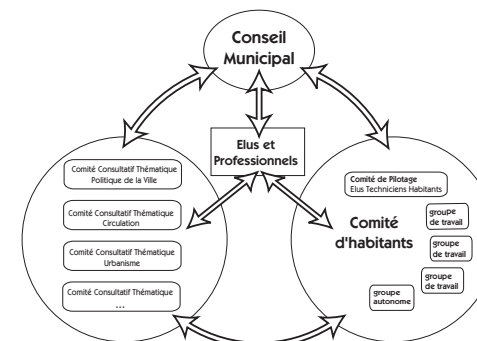 Conseil
Municipal
Elus et
Professionnels
Comité Consultatif Thématique
Politique de la Ville
Comité Consultatif Thématique
Circulation
Comité Consultatif Thématique
Urbanisme
Comité Consultatif Thématique
...
Comité de Pilotage
Elus Techniciens Habitants
Comité
d'habitants
groupe
de travail
groupe
de travail
groupe
de travail
groupe
autonome